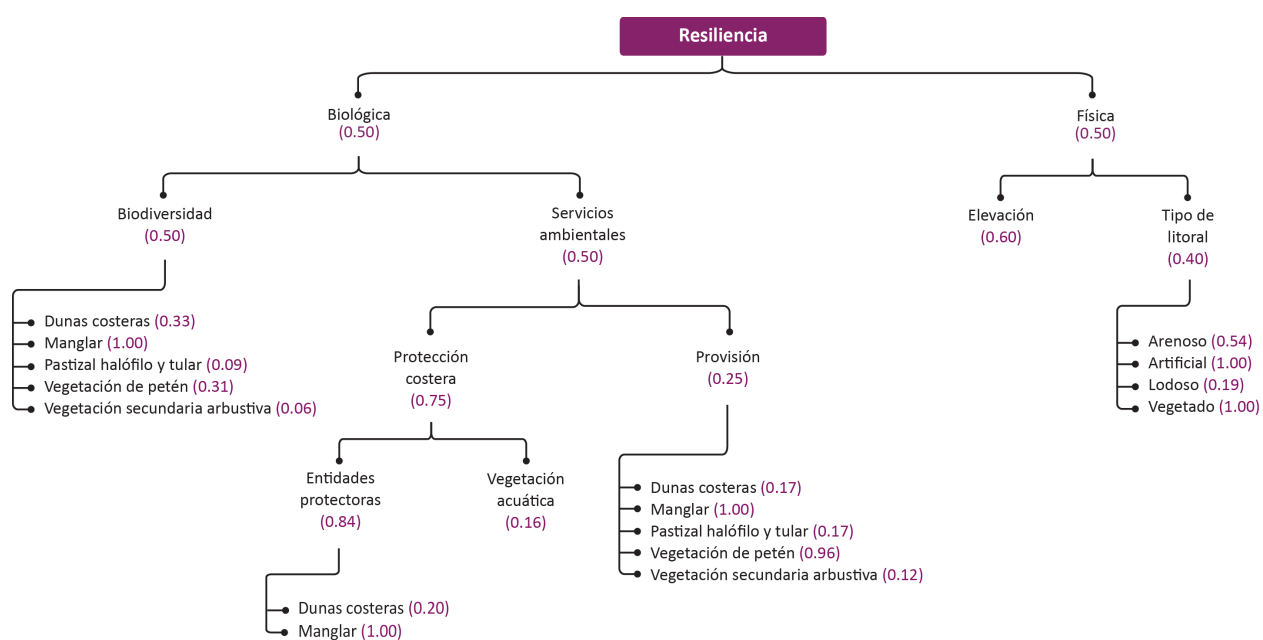 Resiliencia
Biológica
(0.50)
Física
(0.50)
Biodiversidad
(0.50)
Servicios
ambientales
(0.50)
Elevación
(0.60)
Tipo de
litoral
(0.40)
Dunas costeras (0.33)
Manglar (1.00)
Pastizal halófilo y tular (0.09)
Vegetación de petén (0.31)
Vegetación secundaria arbustiva (0.06)
Protección
costera
(0.75)
Provisión
(0.25)
Arenoso (0.54)
Artificial (1.00)
Lodoso (0.19)
Vegetado (1.00)
Entidades
protectoras
(0.84)
Vegetación
acuática
(0.16)
Dunas costeras (0.17)
Manglar (1.00)
Pastizal halófilo y tular (0.17)
Vegetación de petén (0.96)
Vegetación secundaria arbustiva (0.12)
Dunas costeras (0.20)
Manglar (1.00)